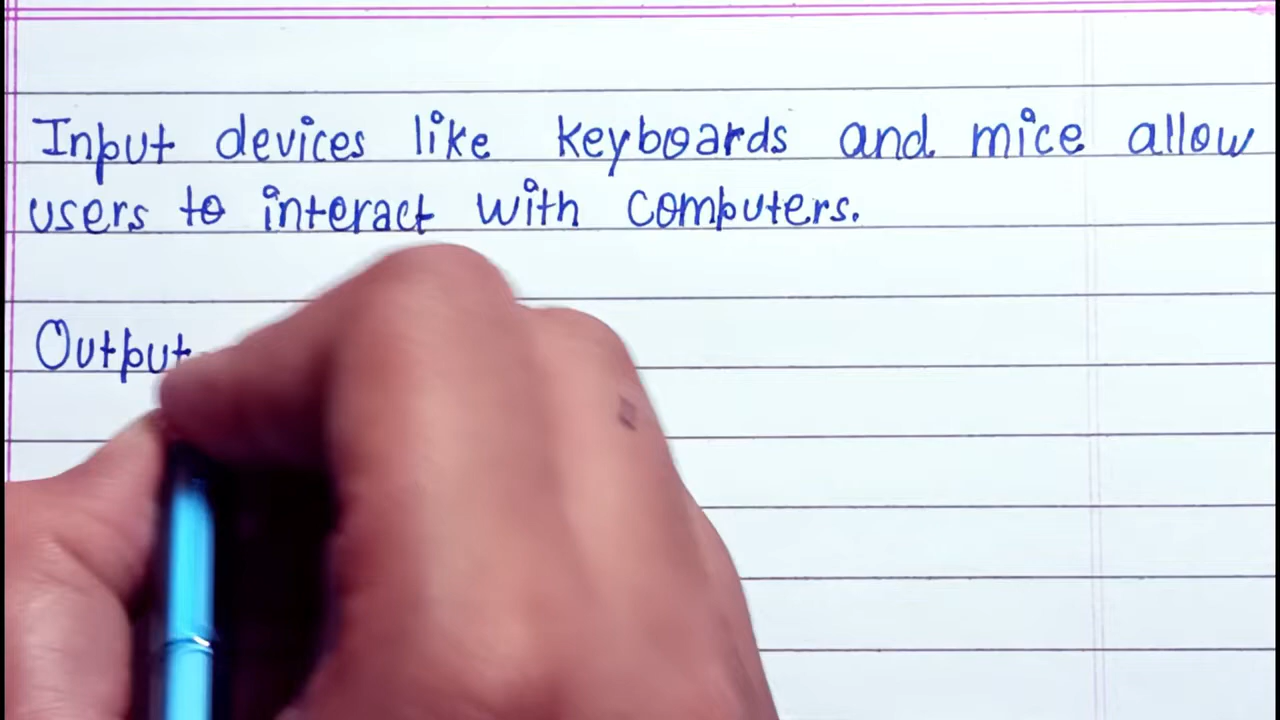 Input devices like keyboards and mice allow
users to interact with computers.
Output